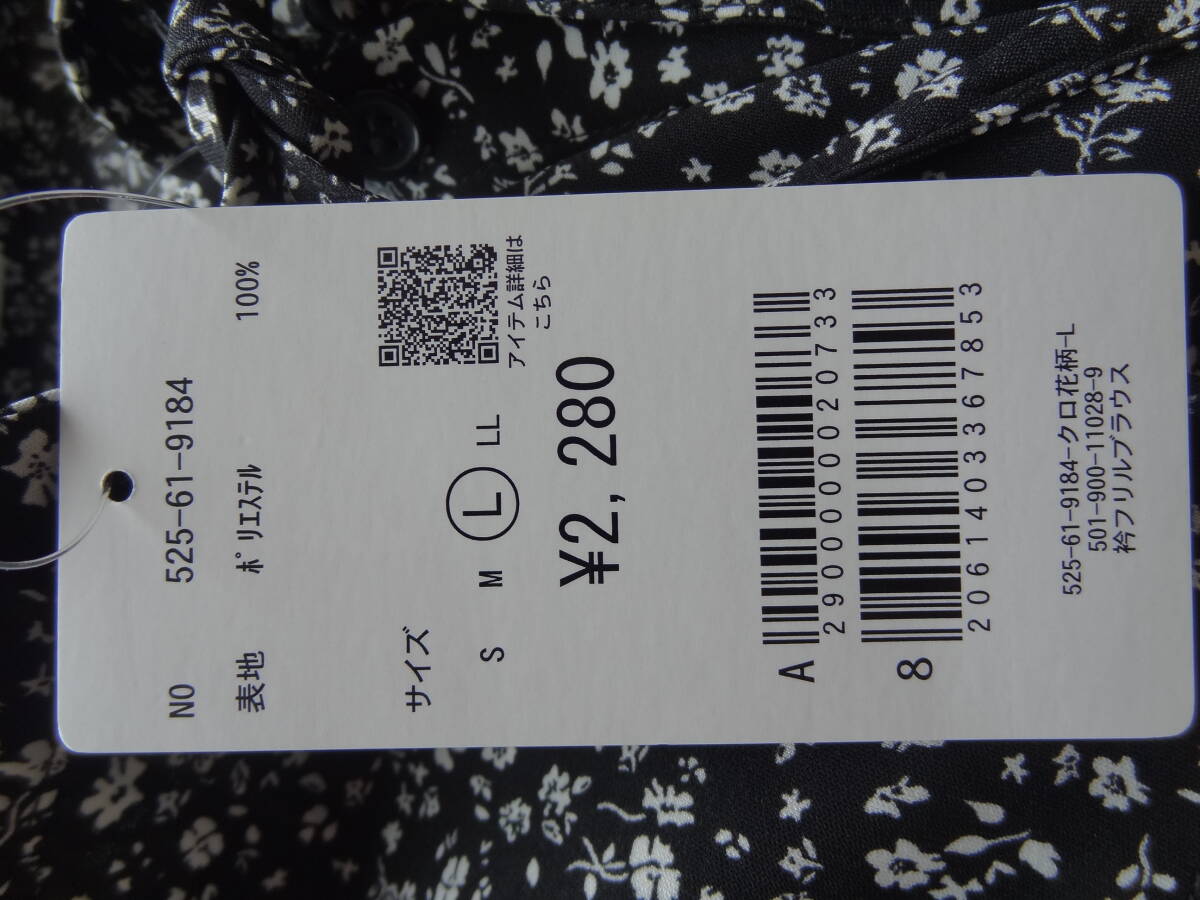 NO 525-61-9184
表地 ﾎﾟﾘｴｽﾃﾙ 100%
サイズ
S M L LL
アイテム詳細は
こちら
¥2, 280
A
2900000020733
8
2061403367853
525-61-9184-クロ花柄-L
501-900-11028-9
衿フリルブラウス